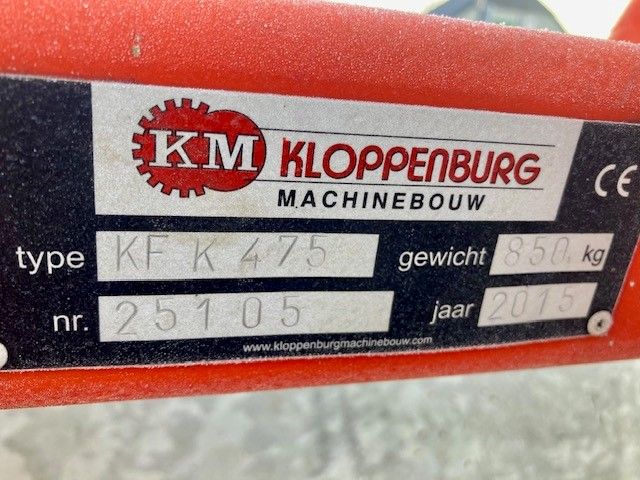 KM KLOPPENBURG
MACHINEBOUW
CE
type KF K 475 gewicht 850 kg
nr. 25105 jaar 2015
www.kloppenburgmachinebouw.com